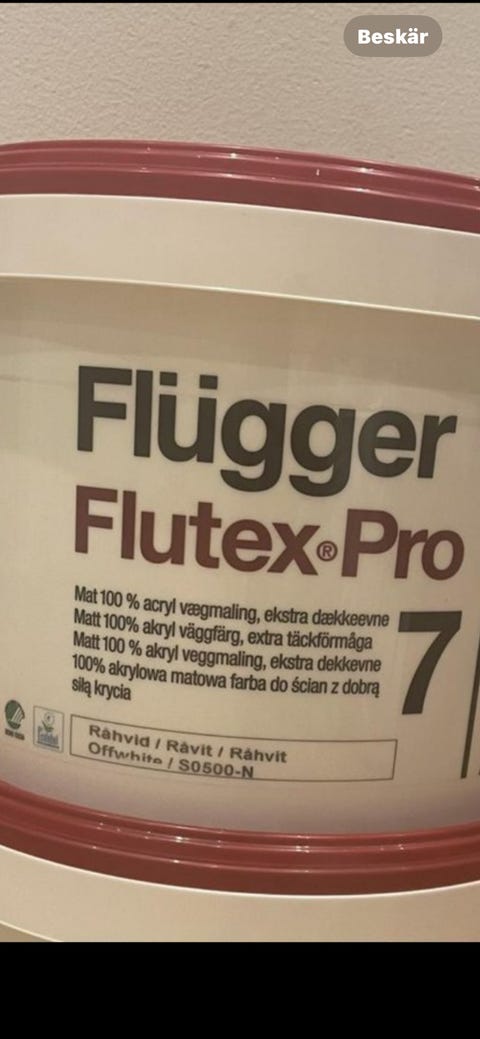 Beskär
Flügger
Flutex®Pro
Mat 100 % acryl vægmaling, ekstra dækkeevne
Matt 100% akryl väggfärg, extra täckförmåga
Matt 100 % akryl veggmaling, ekstra dekkevne
100% akrylowa matowa farba do ścian z dobrą
siłą krycia
7
Råhvid / Råvit / Råhvit
Offwhite / S0500-N